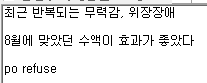 최근 반복되는 무력감, 위장장애
8월에 맞았던 수액이 효과가 좋았다
po refuse